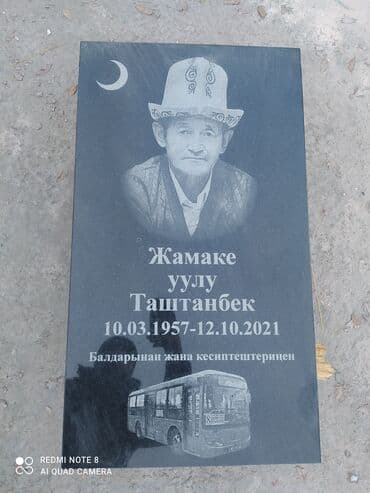 Жамаке
уулу
Таштанбек
10.03.1957-12.10.2021
Балдарынан жана кесиптештеринен
REDMI NOTE 8
AI QUAD CAMERA